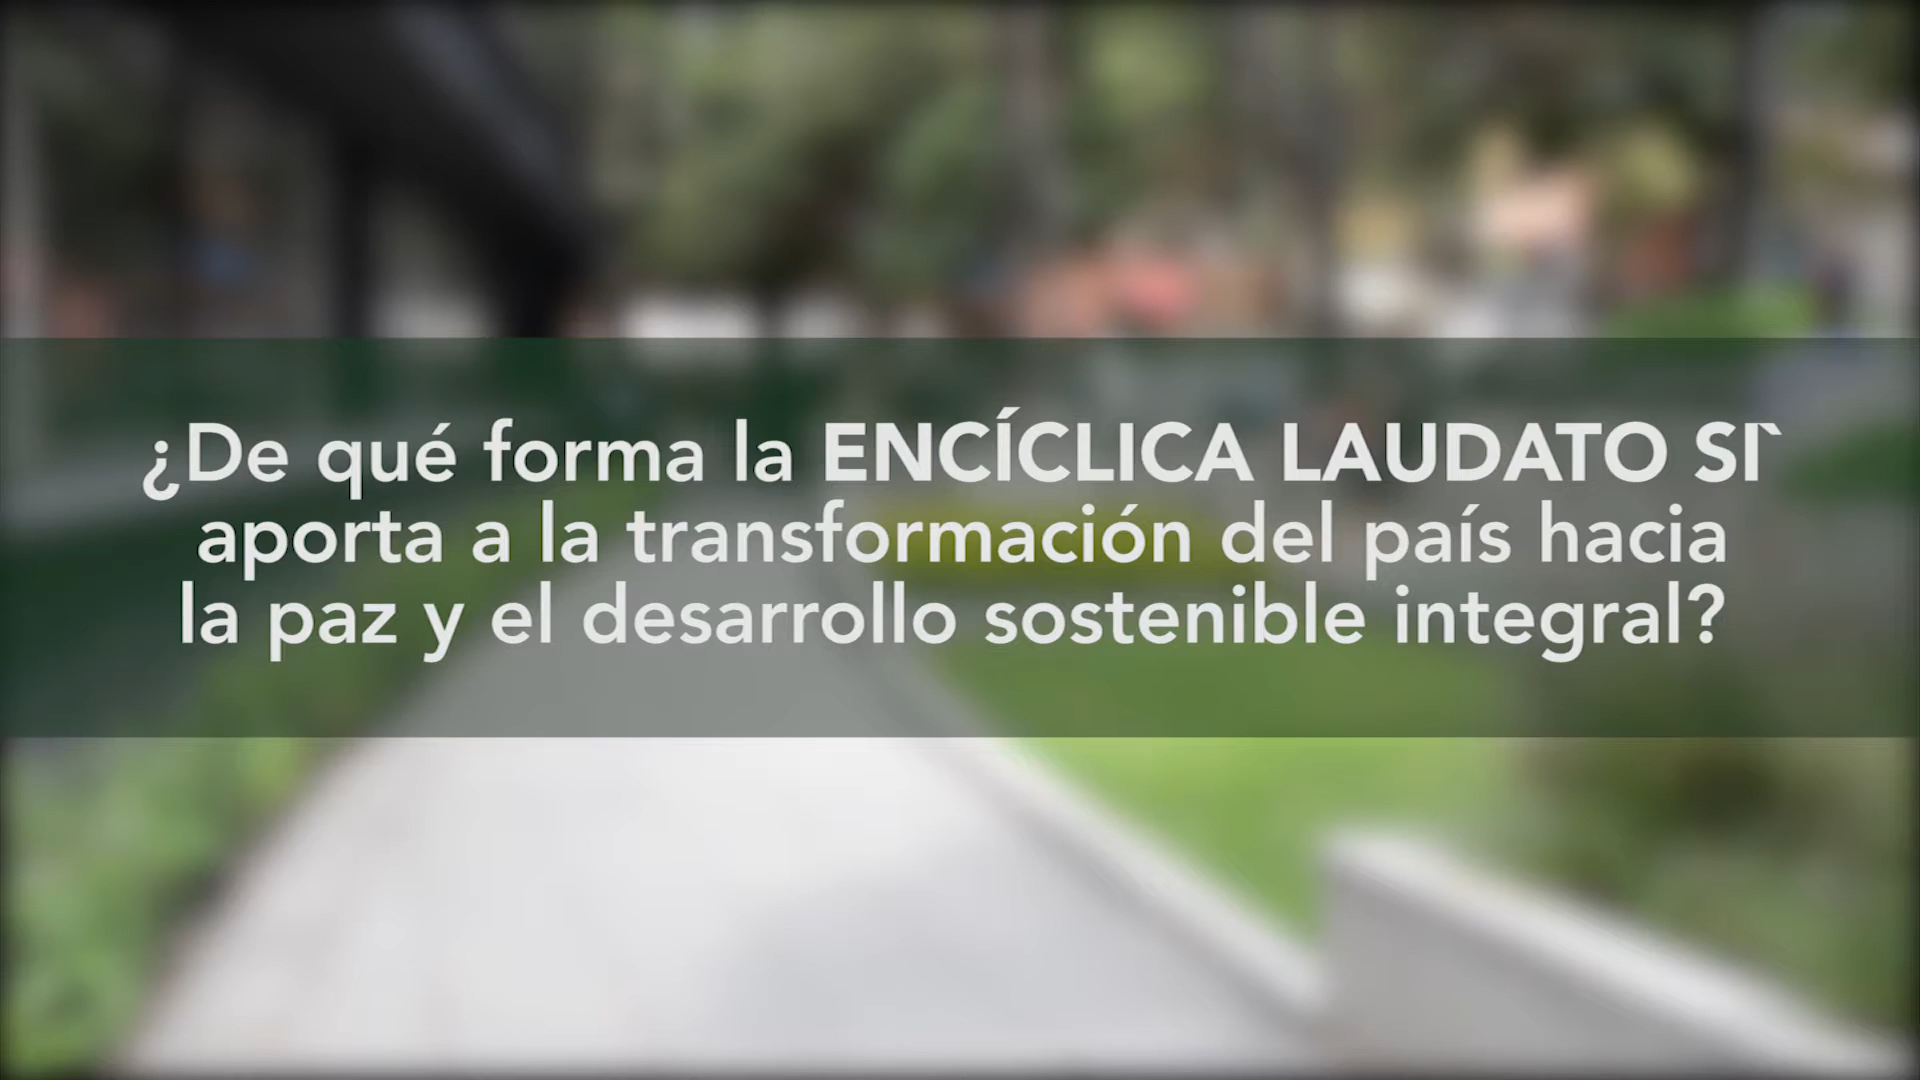 ¿De qué forma la ENCÍCLICA LAUDATO SI`
aporta a la transformación del país hacia
la paz y el desarrollo sostenible integral?